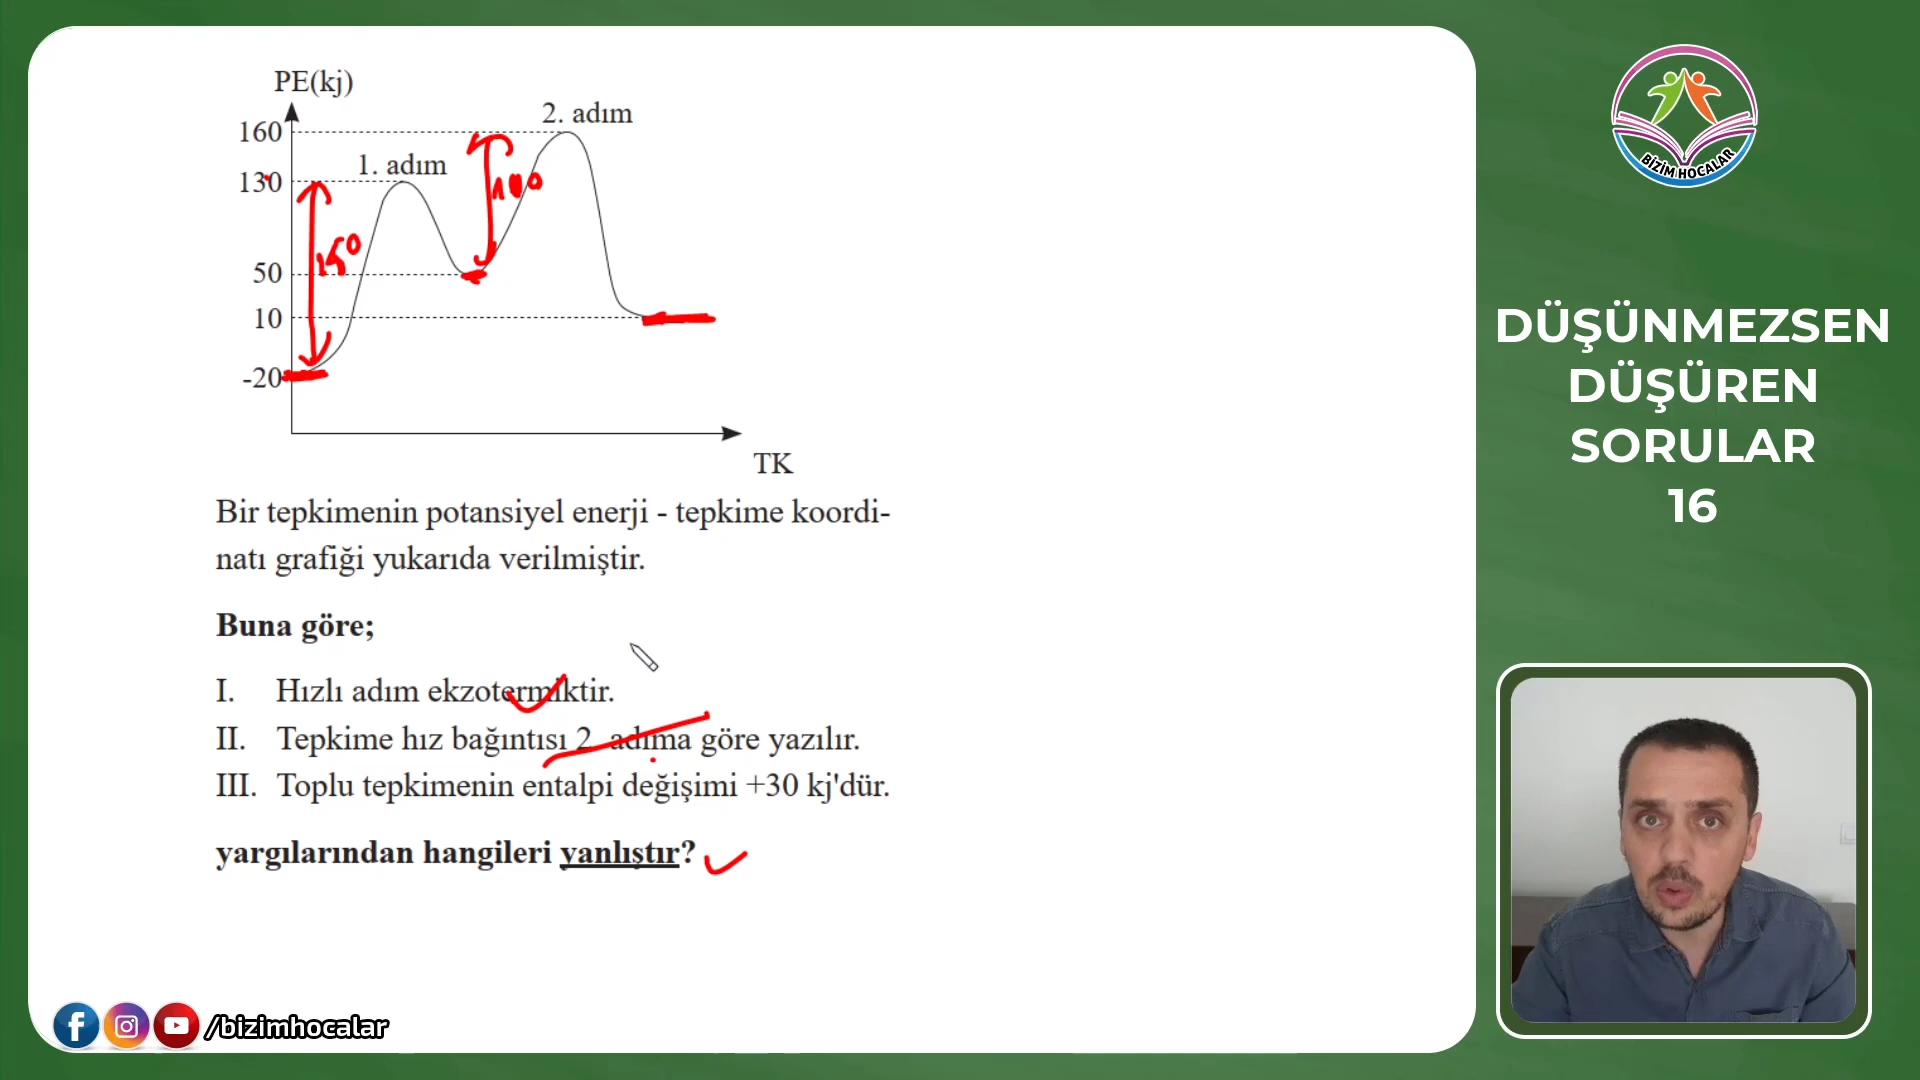 PE(kj)
160
2. adım
1. adım
130
100
150
50
10
-20
TK
Bir tepkimenin potansiyel enerji - tepkime koordi-
natı grafiği yukarıda verilmiştir.
Buna göre;
I. Hızlı adım ekzotermiktir.
II. Tepkime hız bağıntısı 2. adıma göre yazılır.
III. Toplu tepkimenin entalpi değişimi +30 kj'dür.
yargılarından hangileri yanlıştır?
/bizimhocalar
BİZİM HOCALAR
DÜŞÜNMEZSEN
DÜŞÜREN
SORULAR
16